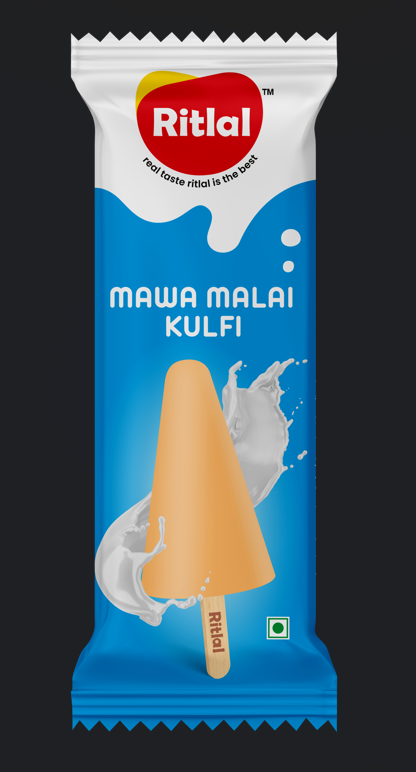 Ritlal
TM
real taste ritlal is the best
MAWA MALAI
KULFI
Ritlal